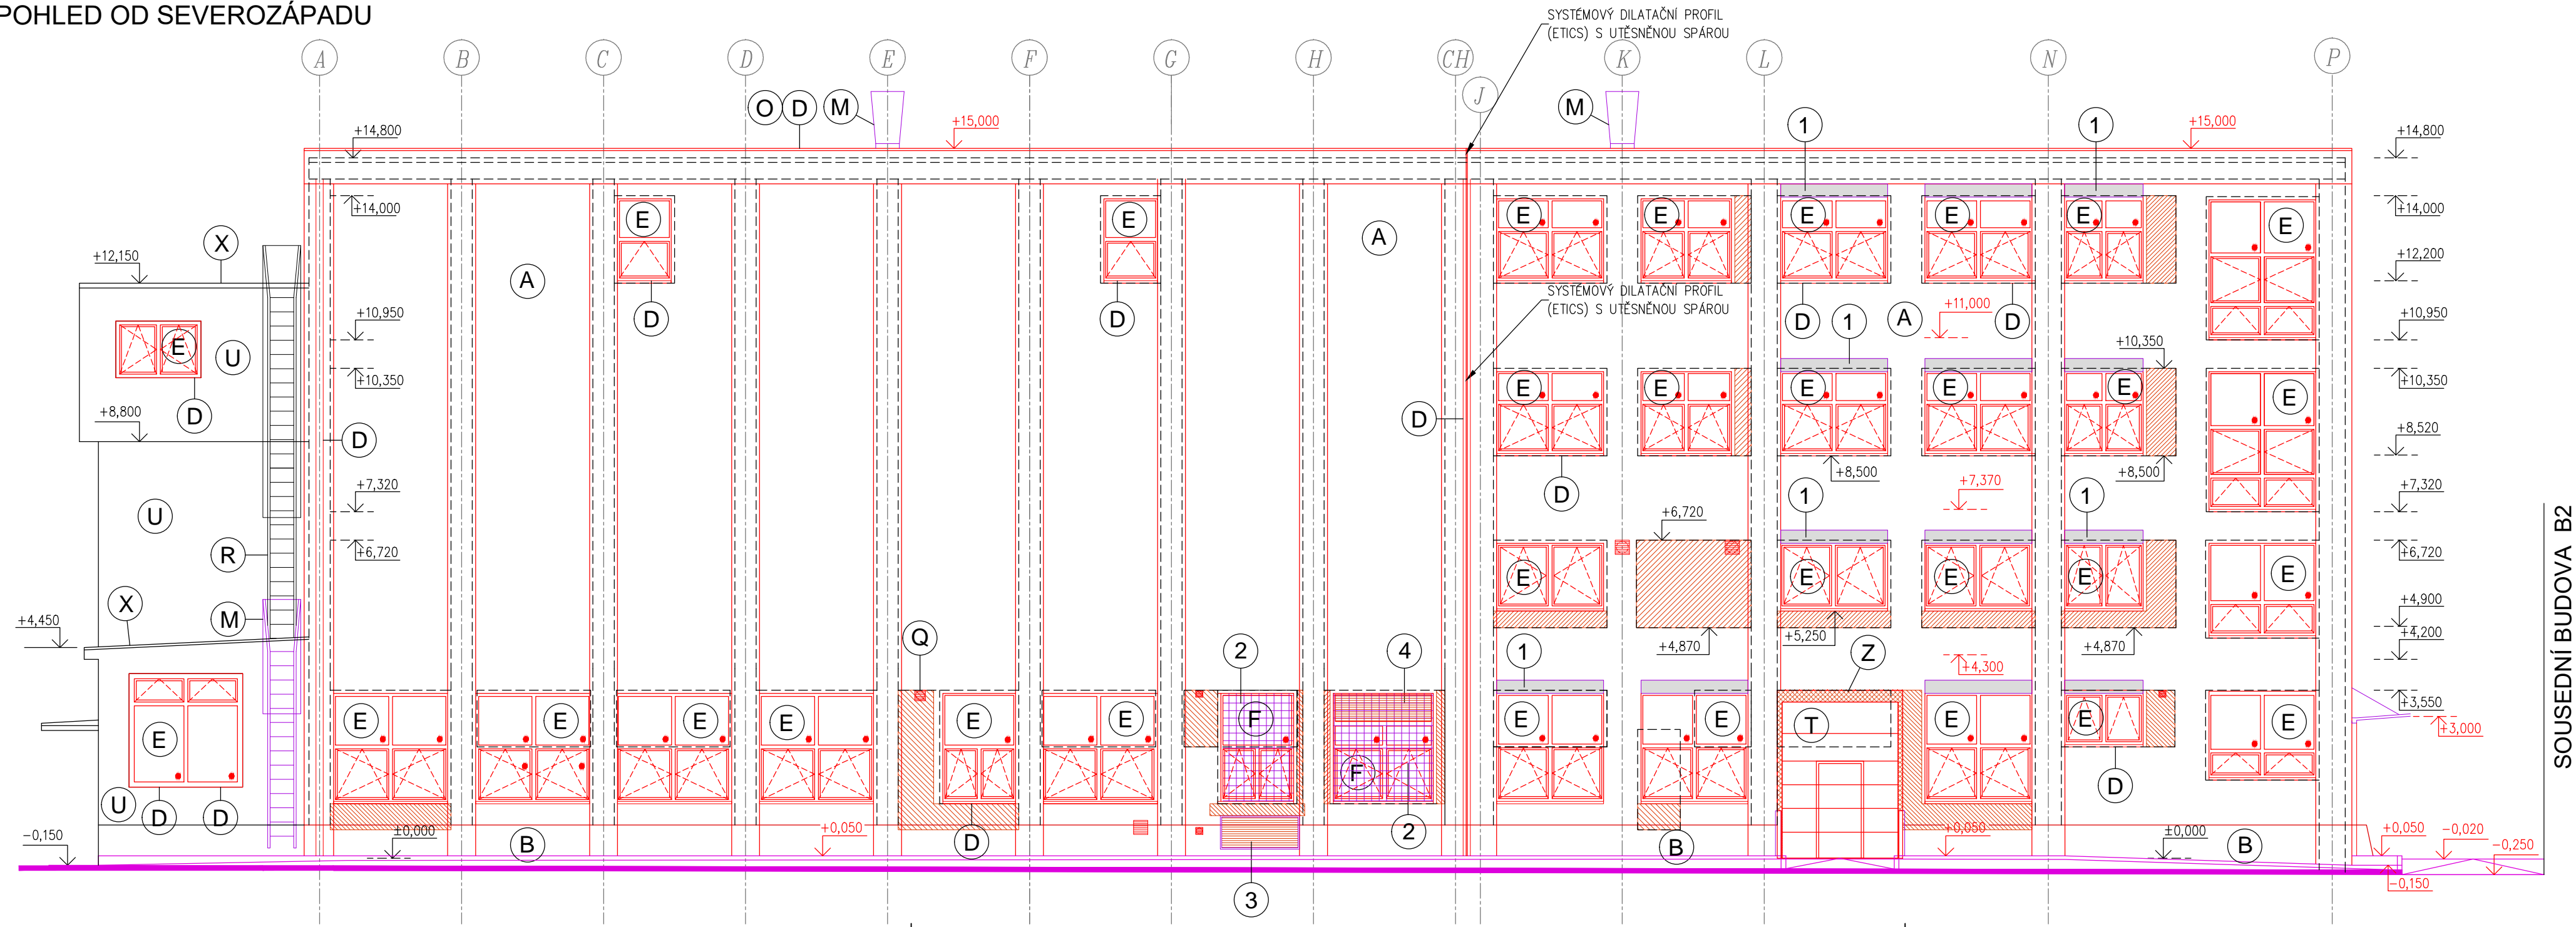 POHLED OD SEVEROZÁPADU
SYSTÉMOVÝ DILATAČNÍ PROFIL
(ETICS) S UTĚSNĚNOU SPÁROU
A B C D E F G H CH J K L N P
O D M +15,000 M 1 1 +15,000
+14,800 +14,800
+14,000 E E A E E E E E E +14,000
X
+12,150 A +12,200
SYSTÉMOVÝ DILATAČNÍ PROFIL
(ETICS) S UTĚSNĚNOU SPÁROU
+10,950 D D D 1 A +11,000 D +10,950
E U +10,350
+10,350 E E E E E E +10,350
D
+8,800 D D +8,520
+8,500 +8,500
+7,320 D 1 +7,370 1 +7,320
U +6,720
R +6,720 +6,720
E E E E E
X +4,900
M +4,450 Q +4,870 +5,250 +4,870 +4,200
2 4 1 Z +4,300
+3,550
E E E E E E E F E E T E E E +3,000
F
D
U D D
-0,150 ±0,000 B D 2 B +0,050 ±0,000 B +0,050 -0,020 -0,250
+0,050
3 -0,150
SOUSEDNÍ BUDOVA B2